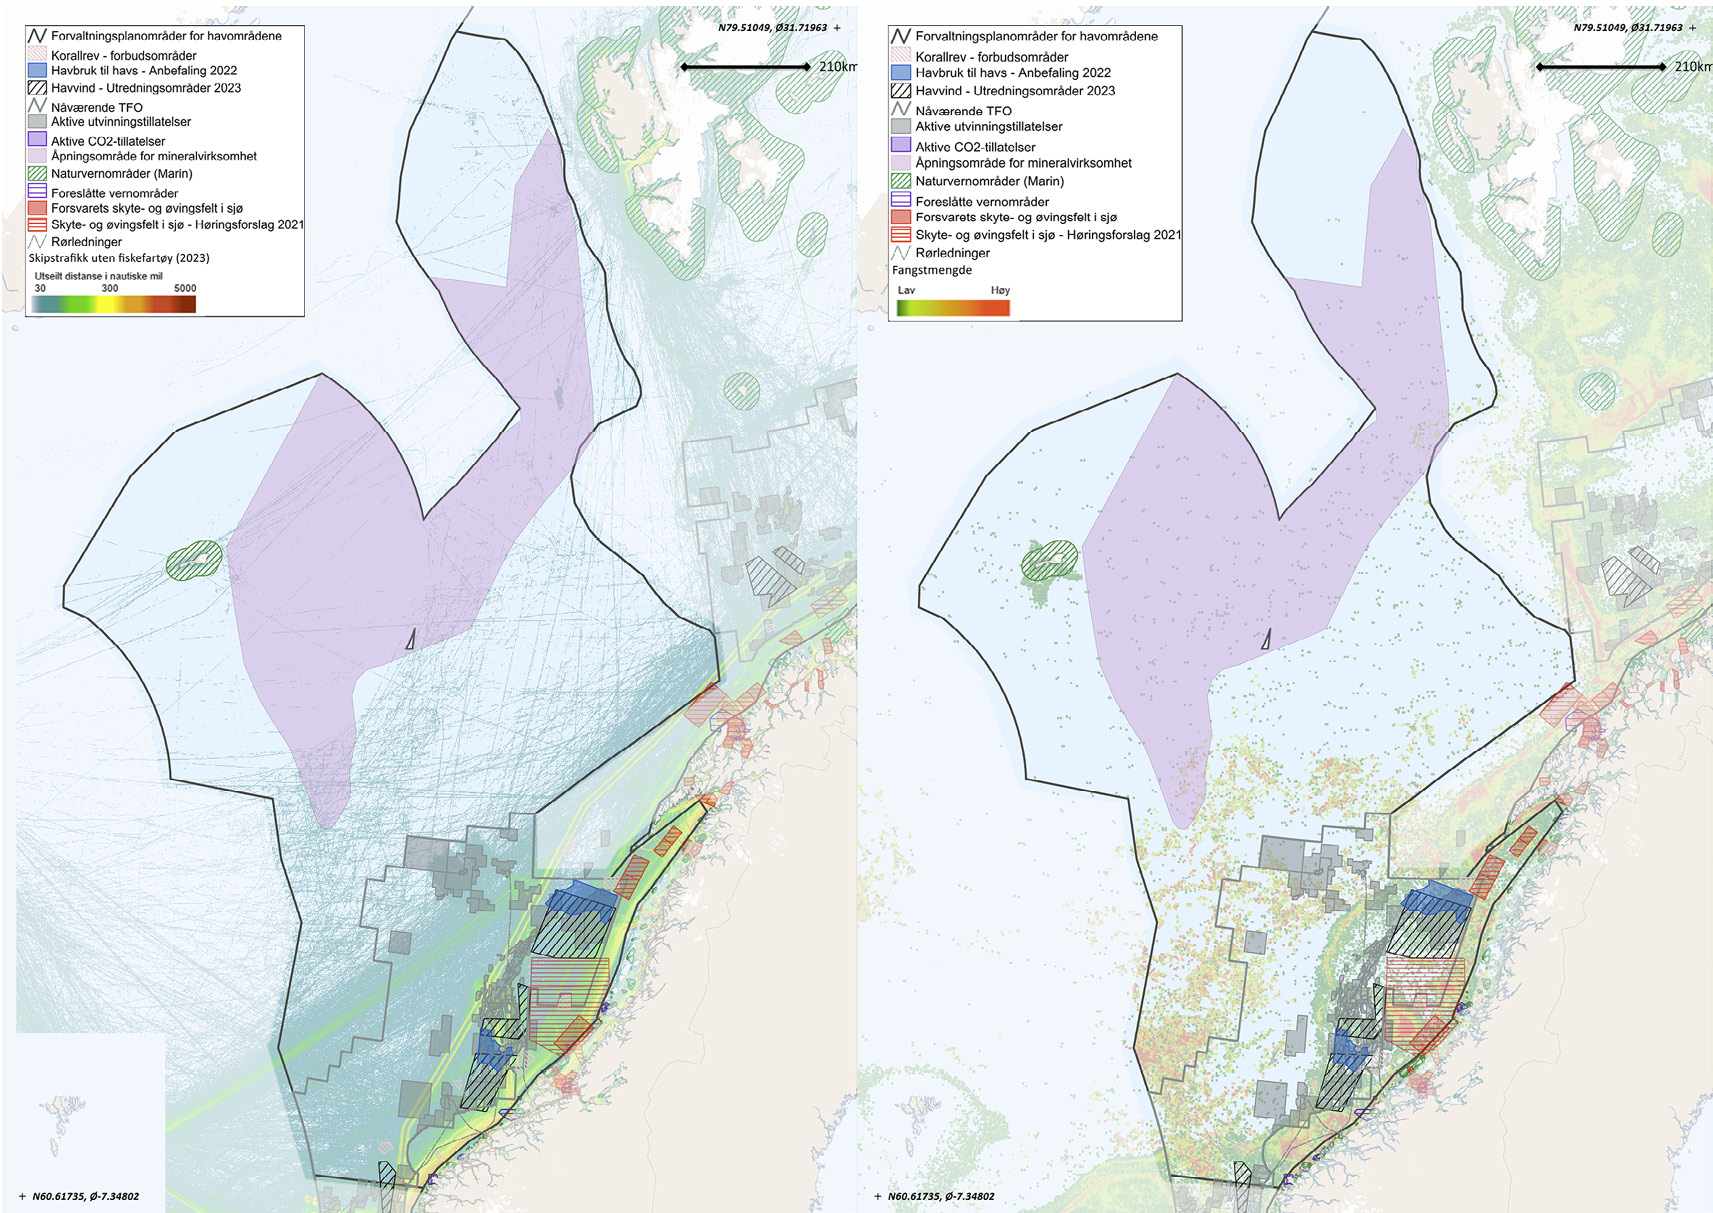 Forvaltningsplanområder for havområdene
Korallrev - forbudsområder
Havbruk til havs - Anbefaling 2022
Havvind - Utredningsområder 2023
Nåværende TFO
Aktive utvinningstillatelser
Aktive CO2-tillatelser
Åpningsområde for mineralvirksomhet
Naturvernområder (Marin)
Foreslåtte vernområder
Forsvarets skyte- og øvingsfelt i sjø
Skyte- og øvingsfelt i sjø - Høringsforslag 2021
Rørledninger
Skipstrafikk uten fiskefartøy (2023)
Utseilt distanse i nautiske mil
30 300 5000
N79.51049, Ø31.71963 +
210km
+ N60.61735, Ø-7.34802
Forvaltningsplanområder for havområdene
Korallrev - forbudsområder
Havbruk til havs - Anbefaling 2022
Havvind - Utredningsområder 2023
Nåværende TFO
Aktive utvinningstillatelser
Aktive CO2-tillatelser
Åpningsområde for mineralvirksomhet
Naturvernområder (Marin)
Foreslåtte vernområder
Forsvarets skyte- og øvingsfelt i sjø
Skyte- og øvingsfelt i sjø - Høringsforslag 2021
Rørledninger
Fangstmengde
Lav Høy
N79.51049, Ø31.71963 +
210km
+ N60.61735, Ø-7.34802